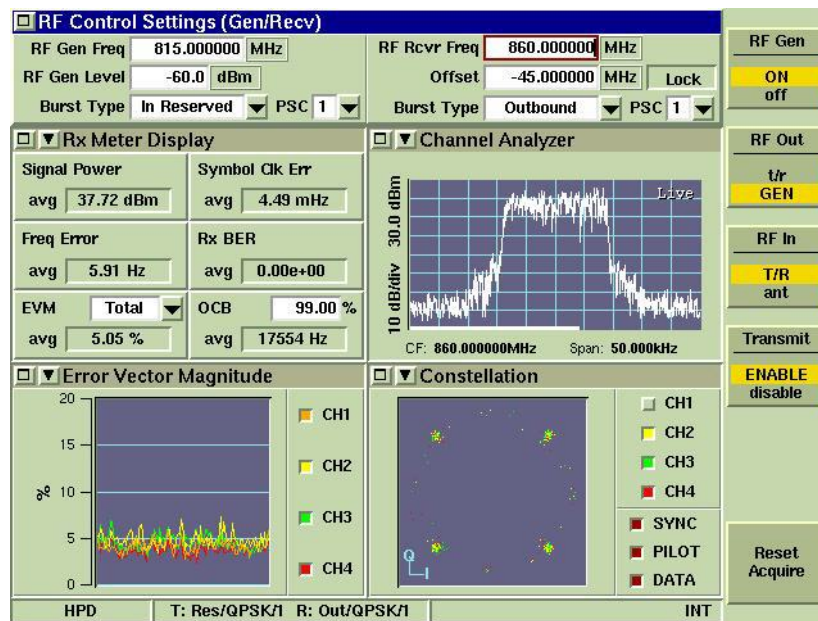 RF Control Settings (Gen/Recv)
RF Gen Freq 815.000000 MHz
RF Gen Level -60.0 dBm
Burst Type In Reserved PSC 1
RF Rcvr Freq 860.000000 MHz
Offset -45.000000 MHz Lock
Burst Type Outbound PSC 1
Rx Meter Display
Signal Power
avg 37.72 dBm
Symbol Clk Err
avg 4.49 mHz
Freq Error
avg 5.91 Hz
Rx BER
avg 0.00e+00
EVM Total
avg 5.05 %
OCB 99.00 %
avg 17554 Hz
Channel Analyzer
30.0 dBm
10 dB/div
Live
CF: 860.000000MHz Span: 50.000kHz
Error Vector Magnitude
20
15
10
5
0
%
CH1
CH2
CH3
CH4
Constellation
Q
I
CH1
CH2
CH3
CH4
SYNC
PILOT
DATA
HPD T: Res/QPSK/1 R: Out/QPSK/1 INT
RF Gen
ON
off
RF Out
t/r
GEN
RF In
T/R
ant
Transmit
ENABLE
disable
Reset
Acquire